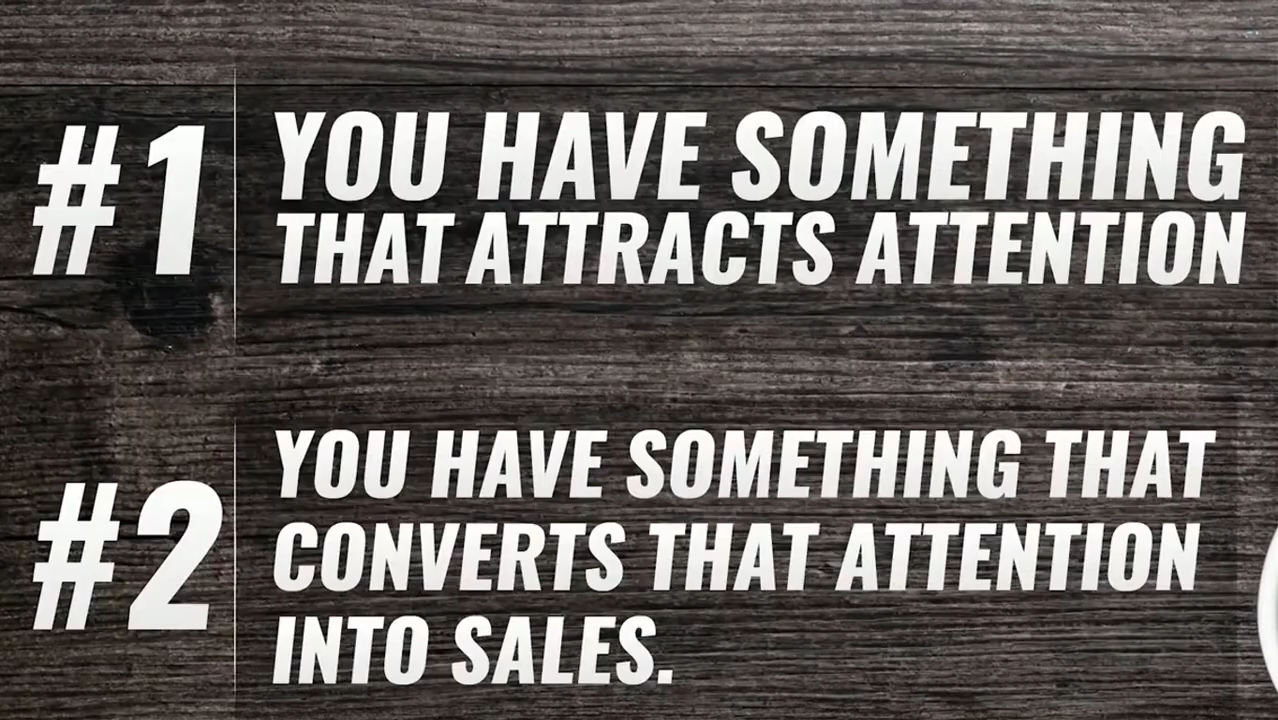 #1
YOU HAVE SOMETHING
THAT ATTRACTS ATTENTION
#2
YOU HAVE SOMETHING THAT
CONVERTS THAT ATTENTION
INTO SALES.